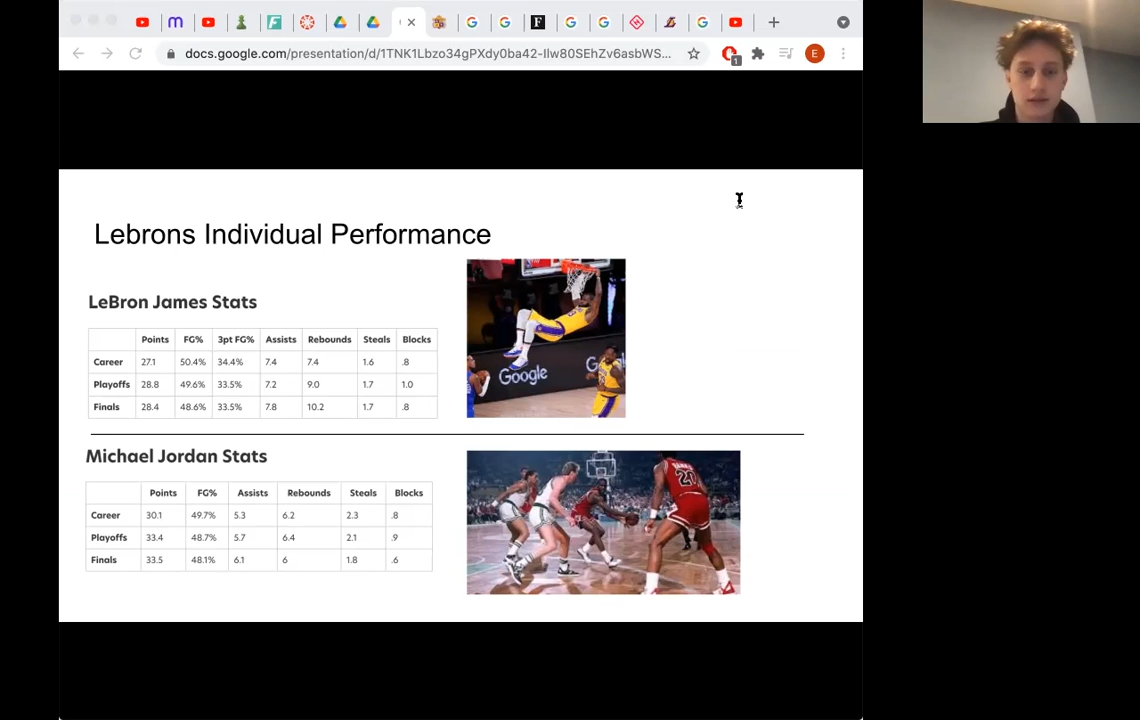 docs.google.com/presentation/d/1TNK1Lbzo34gPXdy0ba42-IIw80SEhZv6asbWS...
1
E
Lebrons Individual Performance
LeBron James Stats
Points FG% 3pt FG% Assists Rebounds Steals Blocks
Career 27.1 50.4% 34.4% 7.4 7.4 1.6 .8
Playoffs 28.8 49.6% 33.5% 7.2 9.0 1.7 1.0
Finals 28.4 48.6% 33.5% 7.8 10.2 1.7 .8
Google
Michael Jordan Stats
Points FG% Assists Rebounds Steals Blocks
Career 30.1 49.7% 5.3 6.2 2.3 .8
Playoffs 33.4 48.7% 5.7 6.4 2.1 .9
Finals 33.5 48.1% 6.1 6 1.8 .6